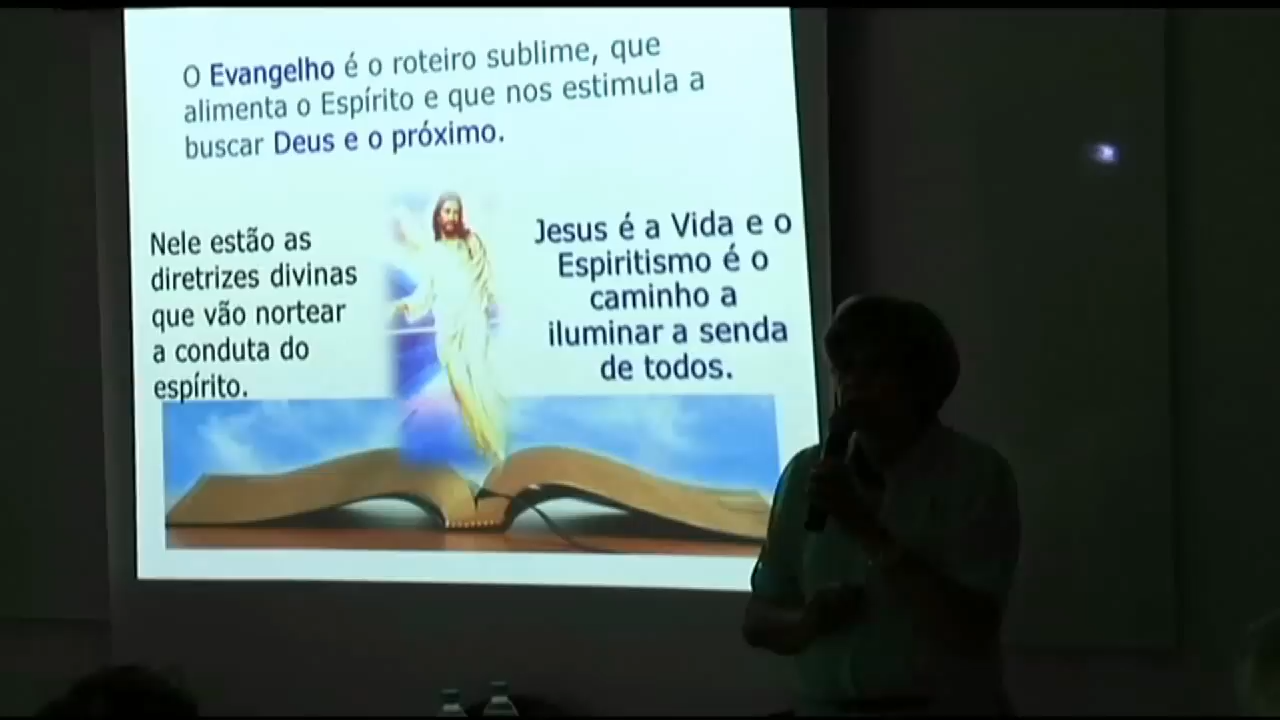 O Evangelho é o roteiro sublime, que
alimenta o Espírito e que nos estimula a
buscar Deus e o próximo.
Nele estão as
diretrizes divinas
que vão nortear
a conduta do
espírito.
Jesus é a Vida e o
Espiritismo é o
caminho a
iluminar a senda
de todos.